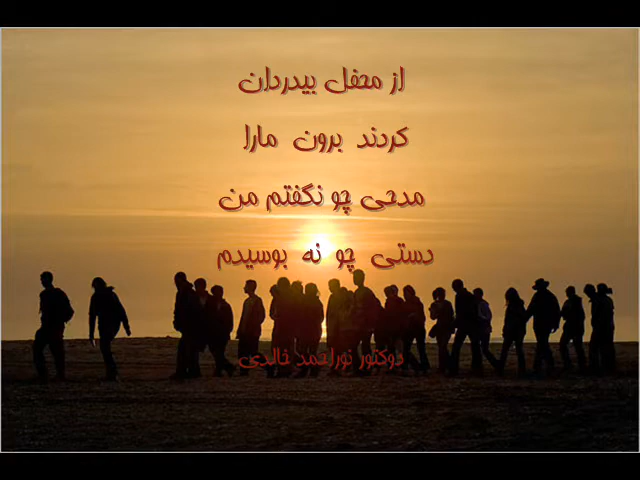 از محفل بیدردان
کردند برون مارا
مدحی چو نگفتم من
دستی چو نه بوسیدم
دوکتور نوراحمد خالدی